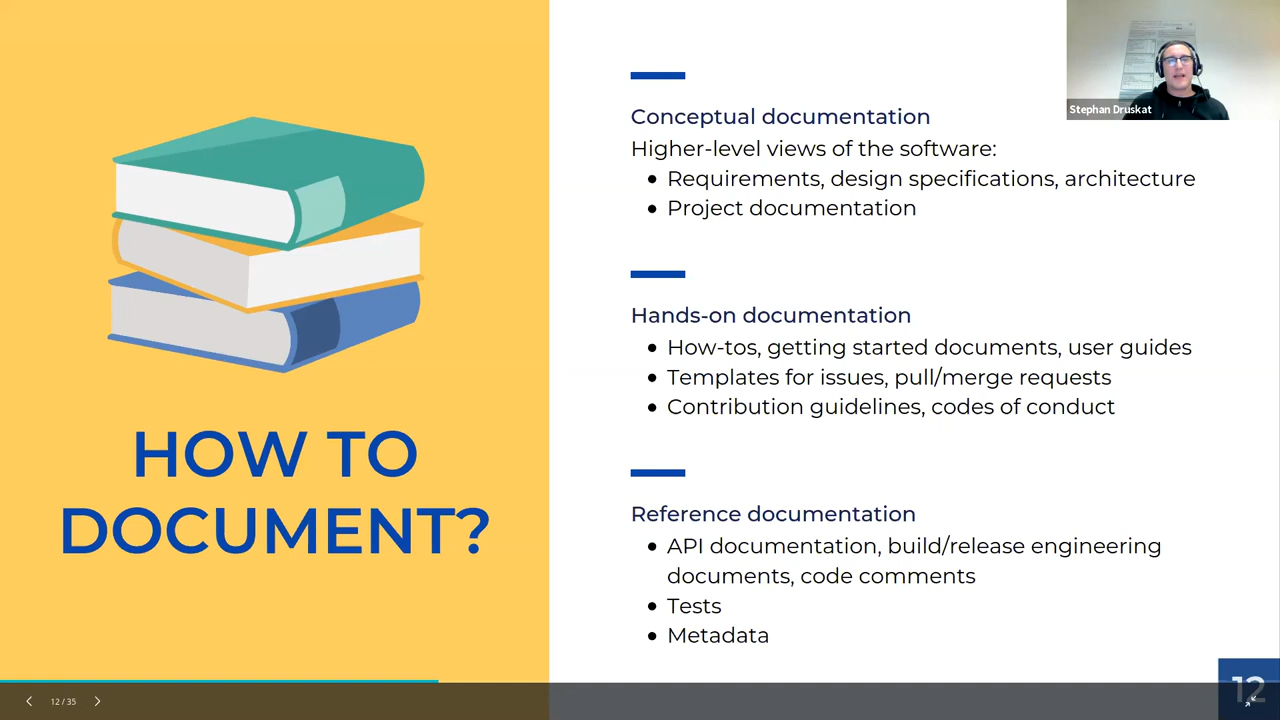 HOW TO
DOCUMENT?
Conceptual documentation
Higher-level views of the software:
• Requirements, design specifications, architecture
• Project documentation
Hands-on documentation
• How-tos, getting started documents, user guides
• Templates for issues, pull/merge requests
• Contribution guidelines, codes of conduct
Reference documentation
• API documentation, build/release engineering
documents, code comments
• Tests
• Metadata
Stephan Druskat
12 / 35
12